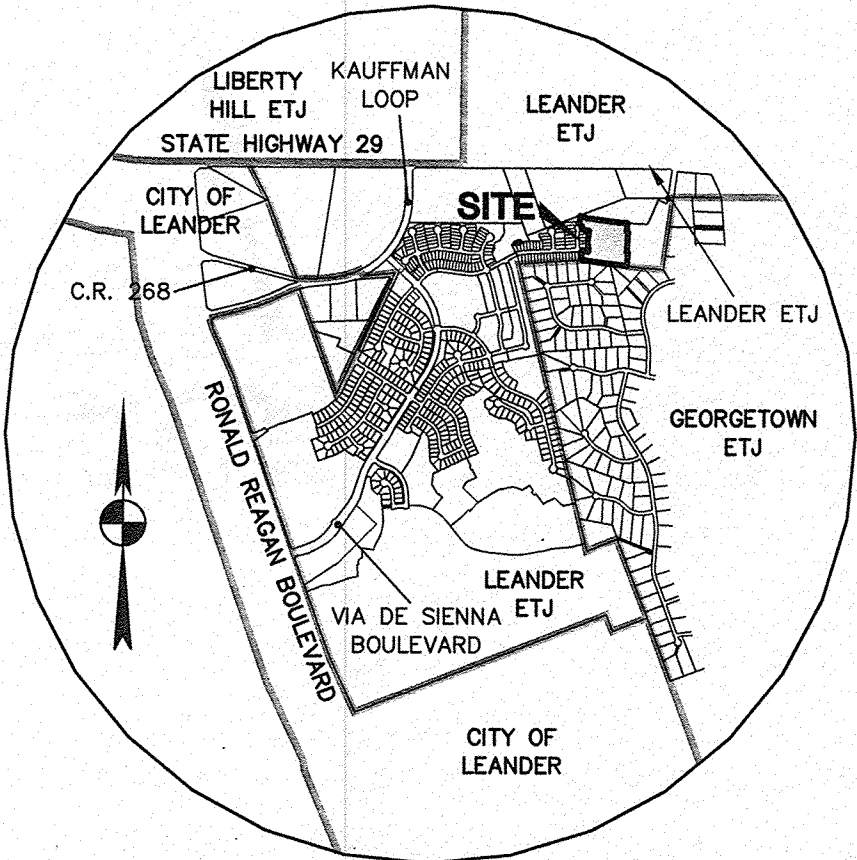 LIBERTY
HILL ETJ
KAUFFMAN
LOOP
LEANDER
ETJ
STATE HIGHWAY 29
CITY OF
LEANDER
SITE
C.R. 268
LEANDER ETJ
RONALD REAGAN BOULEVARD
GEORGETOWN
ETJ
LEANDER
ETJ
VIA DE SIENNA
BOULEVARD
CITY OF
LEANDER